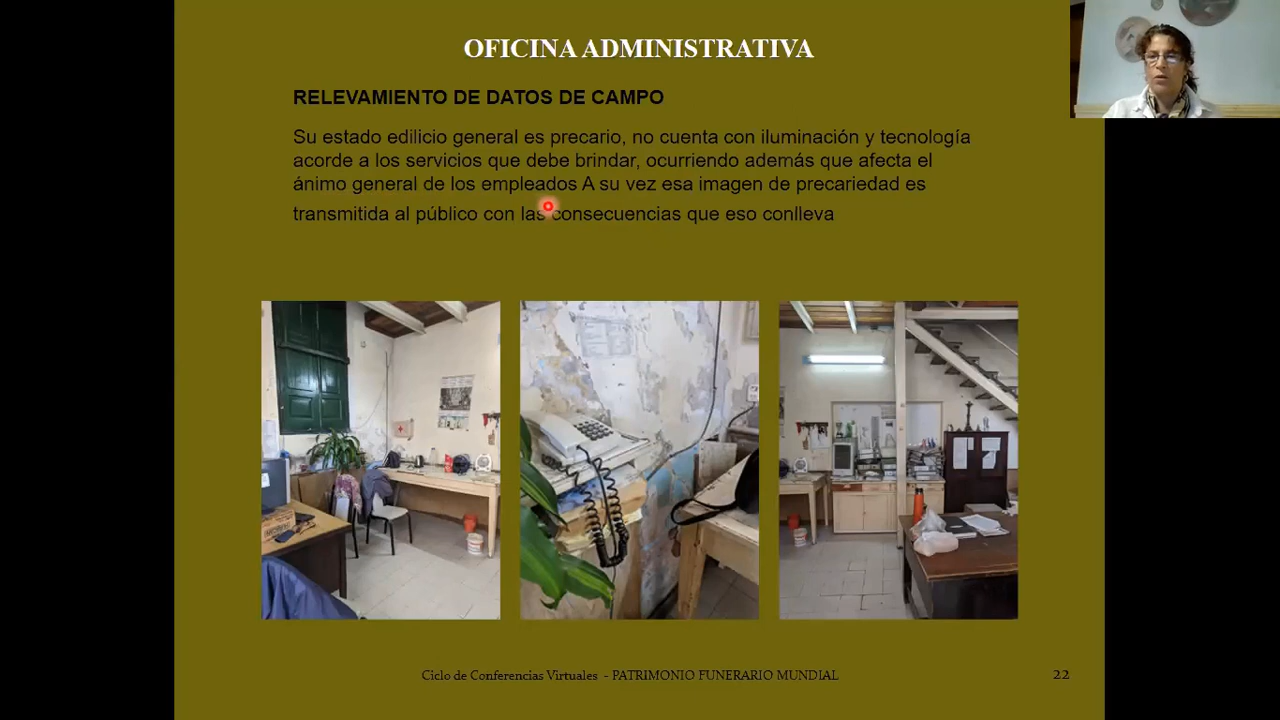 OFICINA ADMINISTRATIVA
RELEVAMIENTO DE DATOS DE CAMPO
Su estado edilicio general es precario, no cuenta con iluminación y tecnología
acorde a los servicios que debe brindar, ocurriendo además que afecta el
ánimo general de los empleados A su vez esa imagen de precariedad es
transmitida al público con las consecuencias que eso conlleva
Ciclo de Conferencias Virtuales - PATRIMONIO FUNERARIO MUNDIAL
22